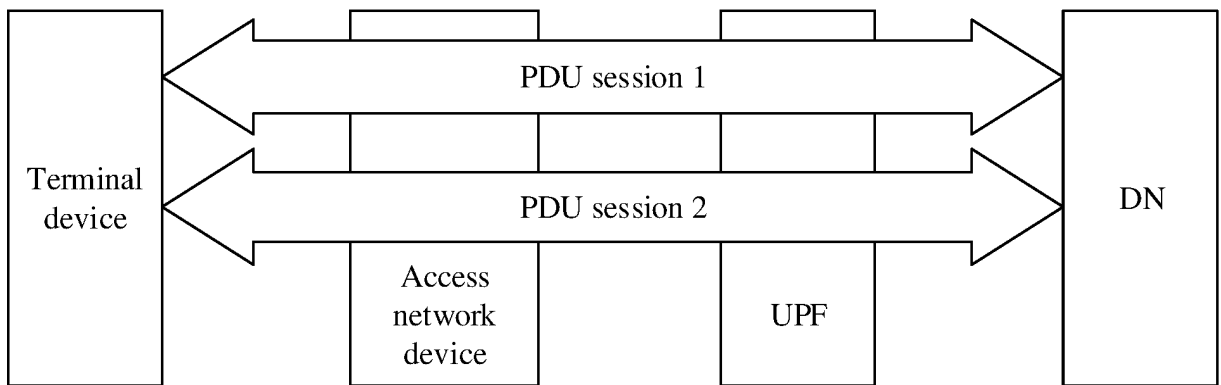 PDU session 1
PDU session 2
Terminal
device
DN
Access
network
device
UPF